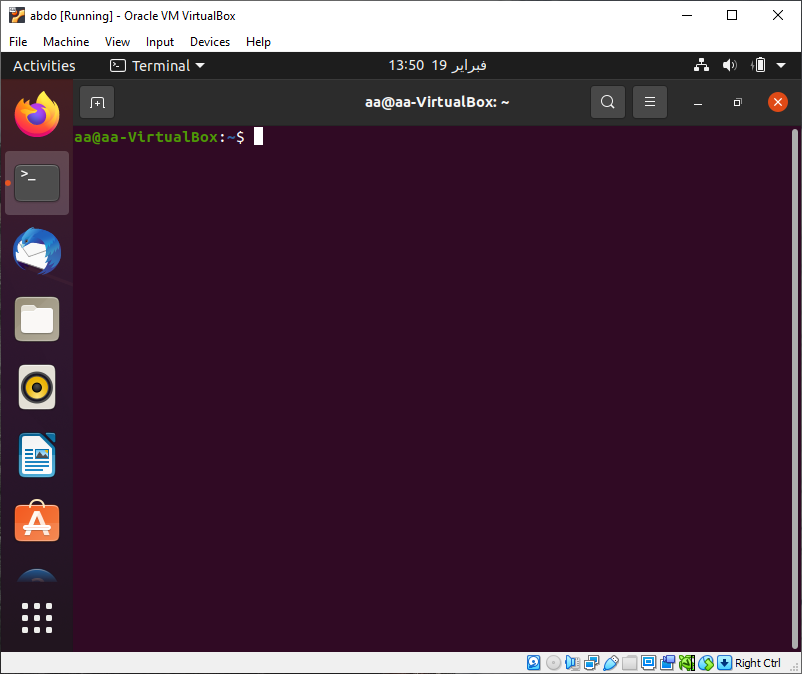 abdo [Running] - Oracle VM VirtualBox
File Machine View Input Devices Help
Activities Terminal 13:50 19 فبراير
aa@aa-VirtualBox: ~
aa@aa-VirtualBox:~$
>_
Right Ctrl